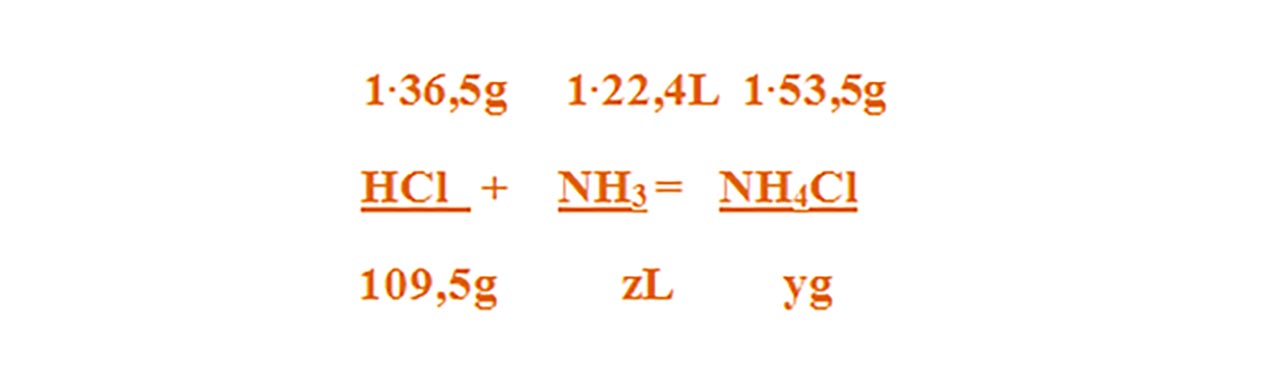 1·36,5g 1·22,4L 1·53,5g
HCl + NH₃ = NH₄Cl
109,5g zL yg